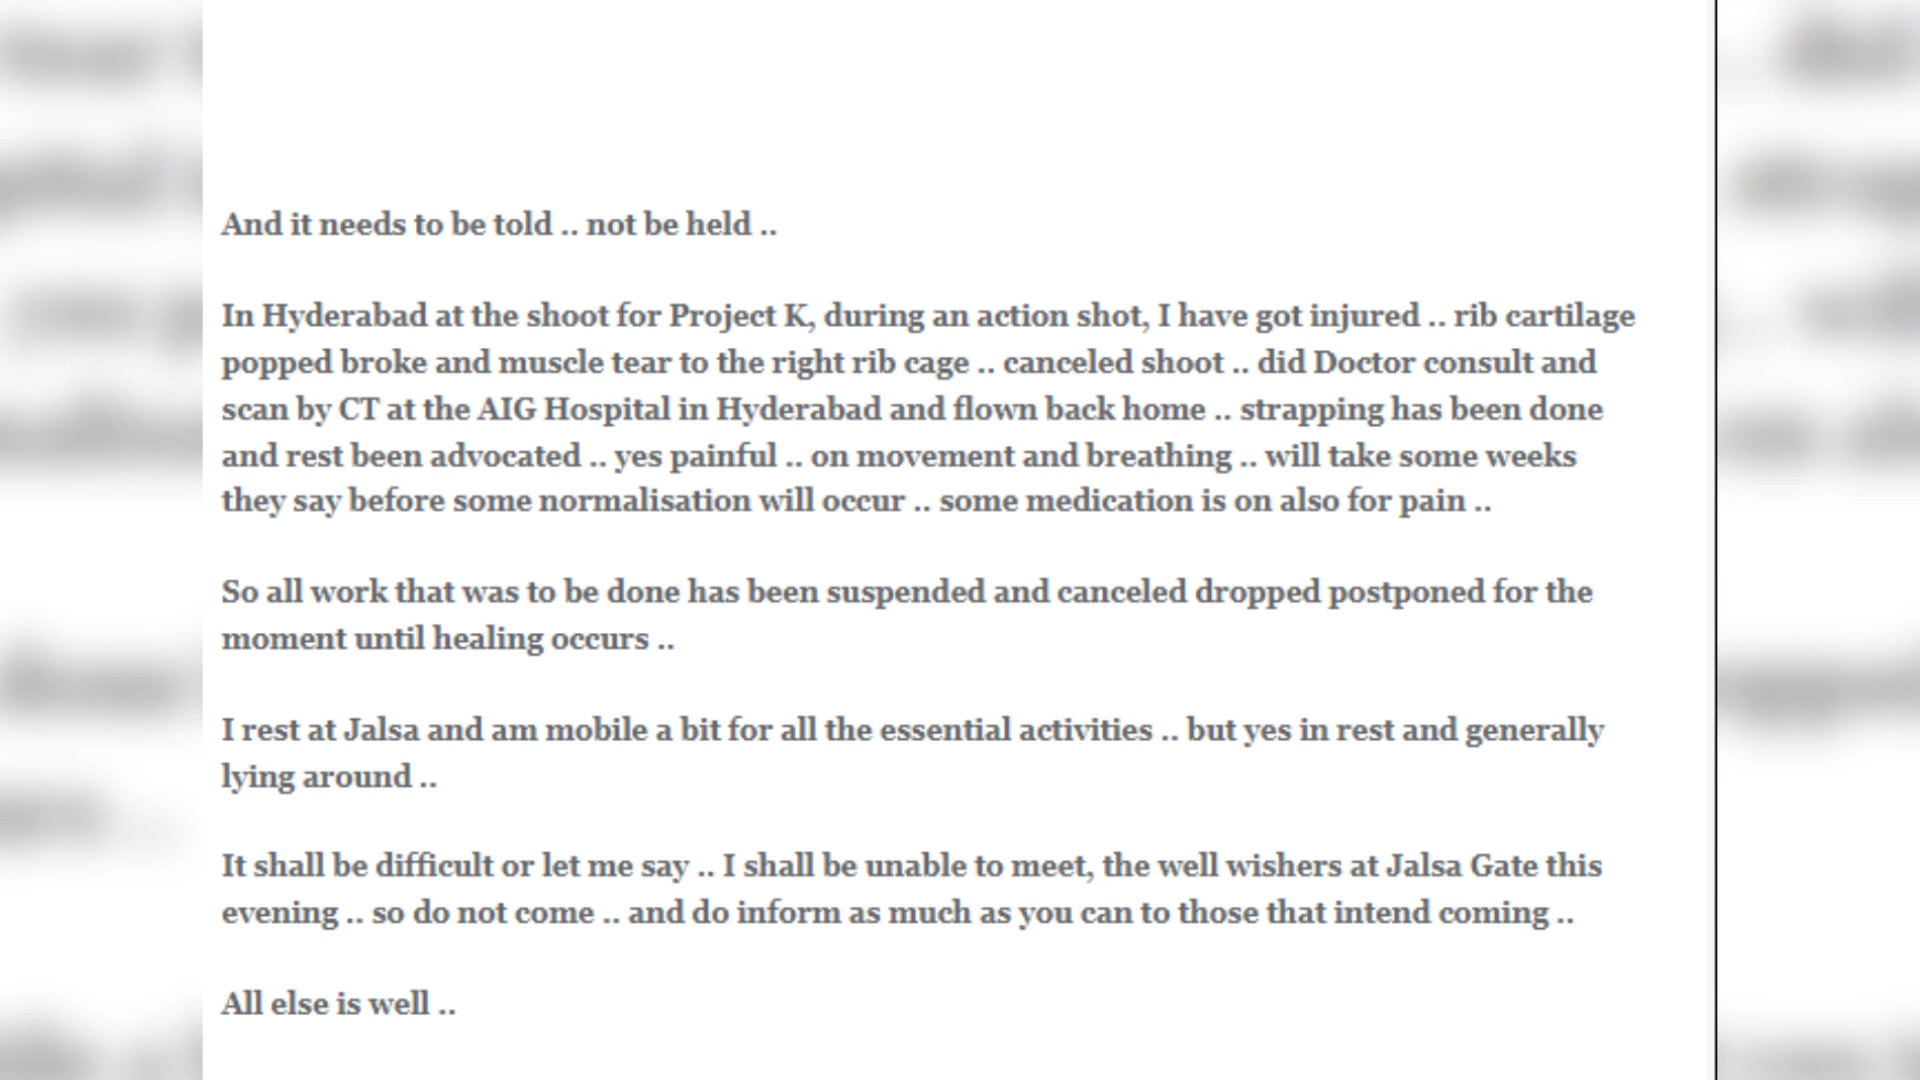 And it needs to be told .. not be held ..
In Hyderabad at the shoot for Project K, during an action shot, I have got injured .. rib cartilage
popped broke and muscle tear to the right rib cage .. canceled shoot .. did Doctor consult and
scan by CT at the AIG Hospital in Hyderabad and flown back home .. strapping has been done
and rest been advocated .. yes painful .. on movement and breathing .. will take some weeks
they say before some normalisation will occur .. some medication is on also for pain ..
So all work that was to be done has been suspended and canceled dropped postponed for the
moment until healing occurs ..
I rest at Jalsa and am mobile a bit for all the essential activities .. but yes in rest and generally
lying around ..
It shall be difficult or let me say .. I shall be unable to meet, the well wishers at Jalsa Gate this
evening .. so do not come .. and do inform as much as you can to those that intend coming ..
All else is well ..